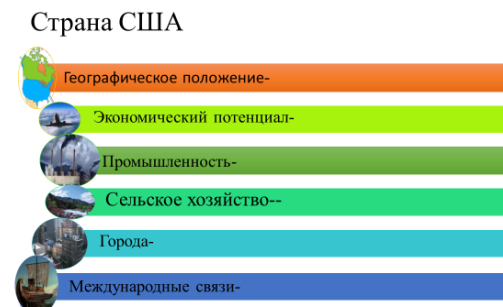 Страна США
Географическое положение-
Экономический потенциал-
Промышленность-
Сельское хозяйство--
Города-
Международные связи-